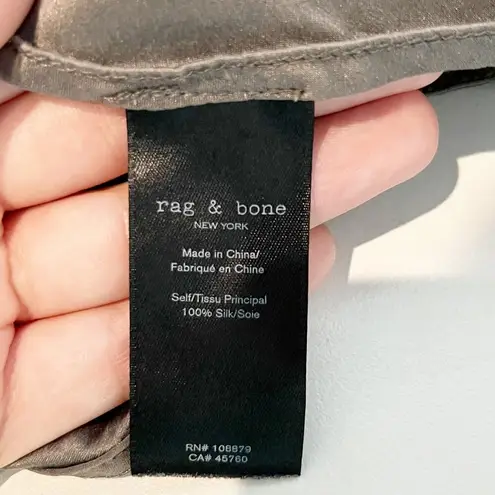 rag & bone
NEW YORK
Made in China/
Fabriqué en Chine
Self/Tissu Principal
100% Silk/Soie
RN# 108879
CA# 45760